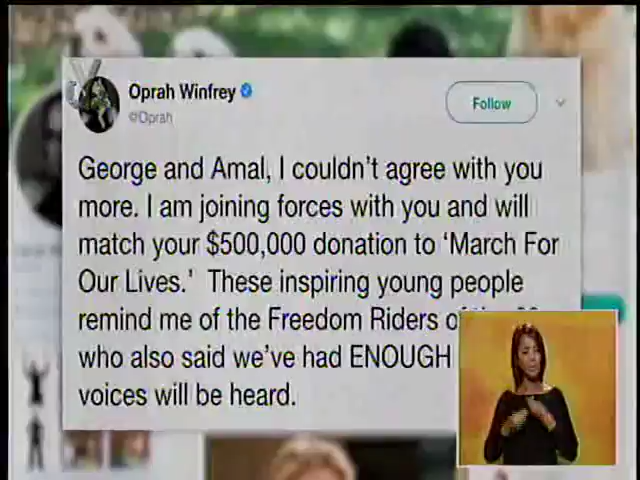 Oprah Winfrey
@Oprah
Follow
George and Amal, I couldn't agree with you
more. I am joining forces with you and will
match your $500,000 donation to 'March For
Our Lives.' These inspiring young people
remind me of the Freedom Riders of the
who also said we've had ENOUGH
voices will be heard.